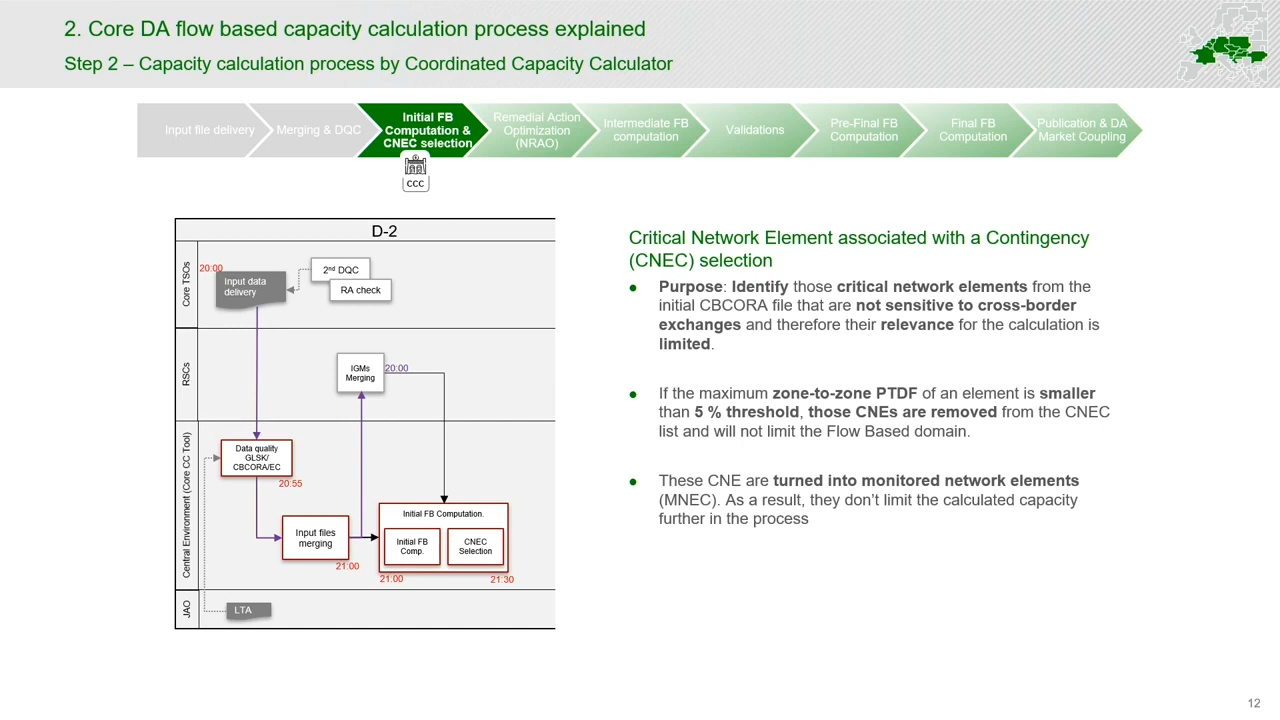 2. Core DA flow based capacity calculation process explained
Step 2 – Capacity calculation process by Coordinated Capacity Calculator
Input file delivery
Merging & DQC
Initial FB
Computation &
CNEC selection
Remedial Action
Optimization
(NRAO)
Intermediate FB
computation
Validations
Pre-Final FB
Computation
Final FB
Computation
Publication & DA
Market Coupling
CCC
D-2
Core TSOs
20:00
Input data
delivery
2nd DQC
RA check
RSCs
IGMs
Merging
20:00
Central Environment (Core CC Tool)
Data quality
GLSK/
CBCORA/EC
20:55
Input files
merging
21:00
Initial FB Computation.
Initial FB
Comp.
CNEC
Selection
21:00
21:30
JAO
LTA
Critical Network Element associated with a Contingency
(CNEC) selection
● Purpose: Identify those critical network elements from the
initial CBCORA file that are not sensitive to cross-border
exchanges and therefore their relevance for the calculation is
limited.
● If the maximum zone-to-zone PTDF of an element is smaller
than 5 % threshold, those CNEs are removed from the CNEC
list and will not limit the Flow Based domain.
● These CNE are turned into monitored network elements
(MNEC). As a result, they don’t limit the calculated capacity
further in the process
12